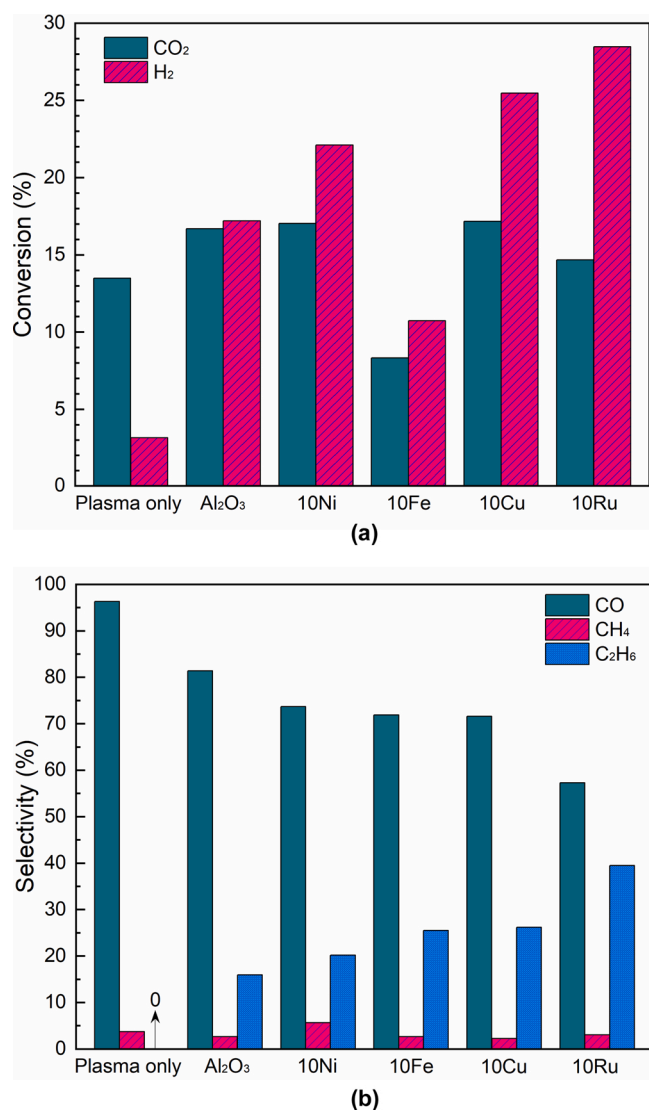 30
25
20
15
10
5
0
Conversion (%)
CO₂
H₂
Plasma only Al₂O₃ 10Ni 10Fe 10Cu 10Ru
(a)
100
90
80
70
60
50
40
30
20
10
0
Selectivity (%)
CO
CH₄
C₂H₆
0
Plasma only Al₂O₃ 10Ni 10Fe 10Cu 10Ru
(b)